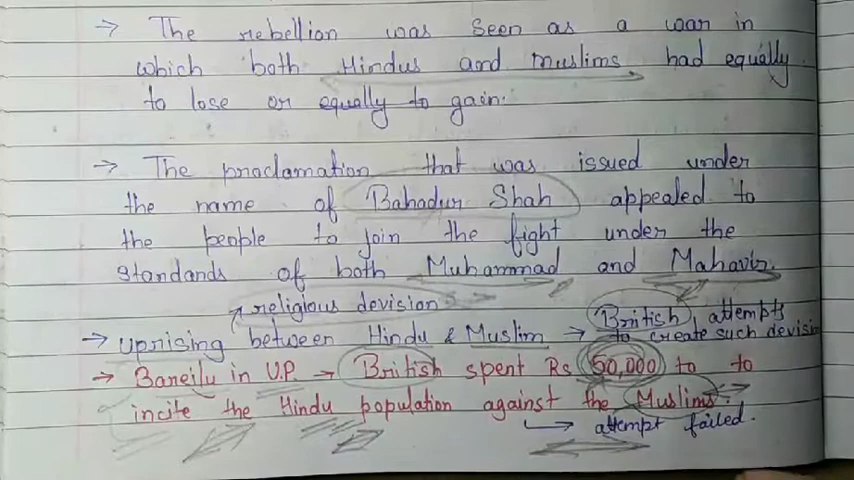 → The rebellion was seen as a war in
which both Hindus and muslims had equally
to lose or equally to gain.
→ The proclamation that was issued under
the name of Bahadur Shah appealed to
the people to join the fight under the
standards of both Muhammad and Mahavir.
religious devision
→ uprising between Hindu & Muslim → British attempts
to create such devision
→ Bareily in U.P. → British spent Rs 50,000 to to
incite the Hindu population against the Muslims.
→ attempt failed.